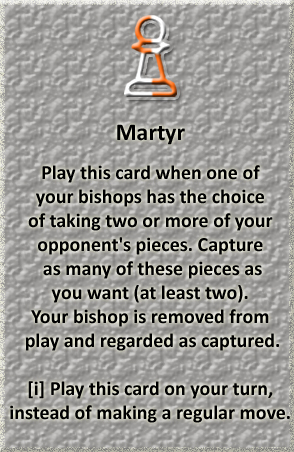 Martyr
Play this card when one of
your bishops has the choice
of taking two or more of your
opponent's pieces. Capture
as many of these pieces as
you want (at least two).
Your bishop is removed from
play and regarded as captured.
[i] Play this card on your turn,
instead of making a regular move.